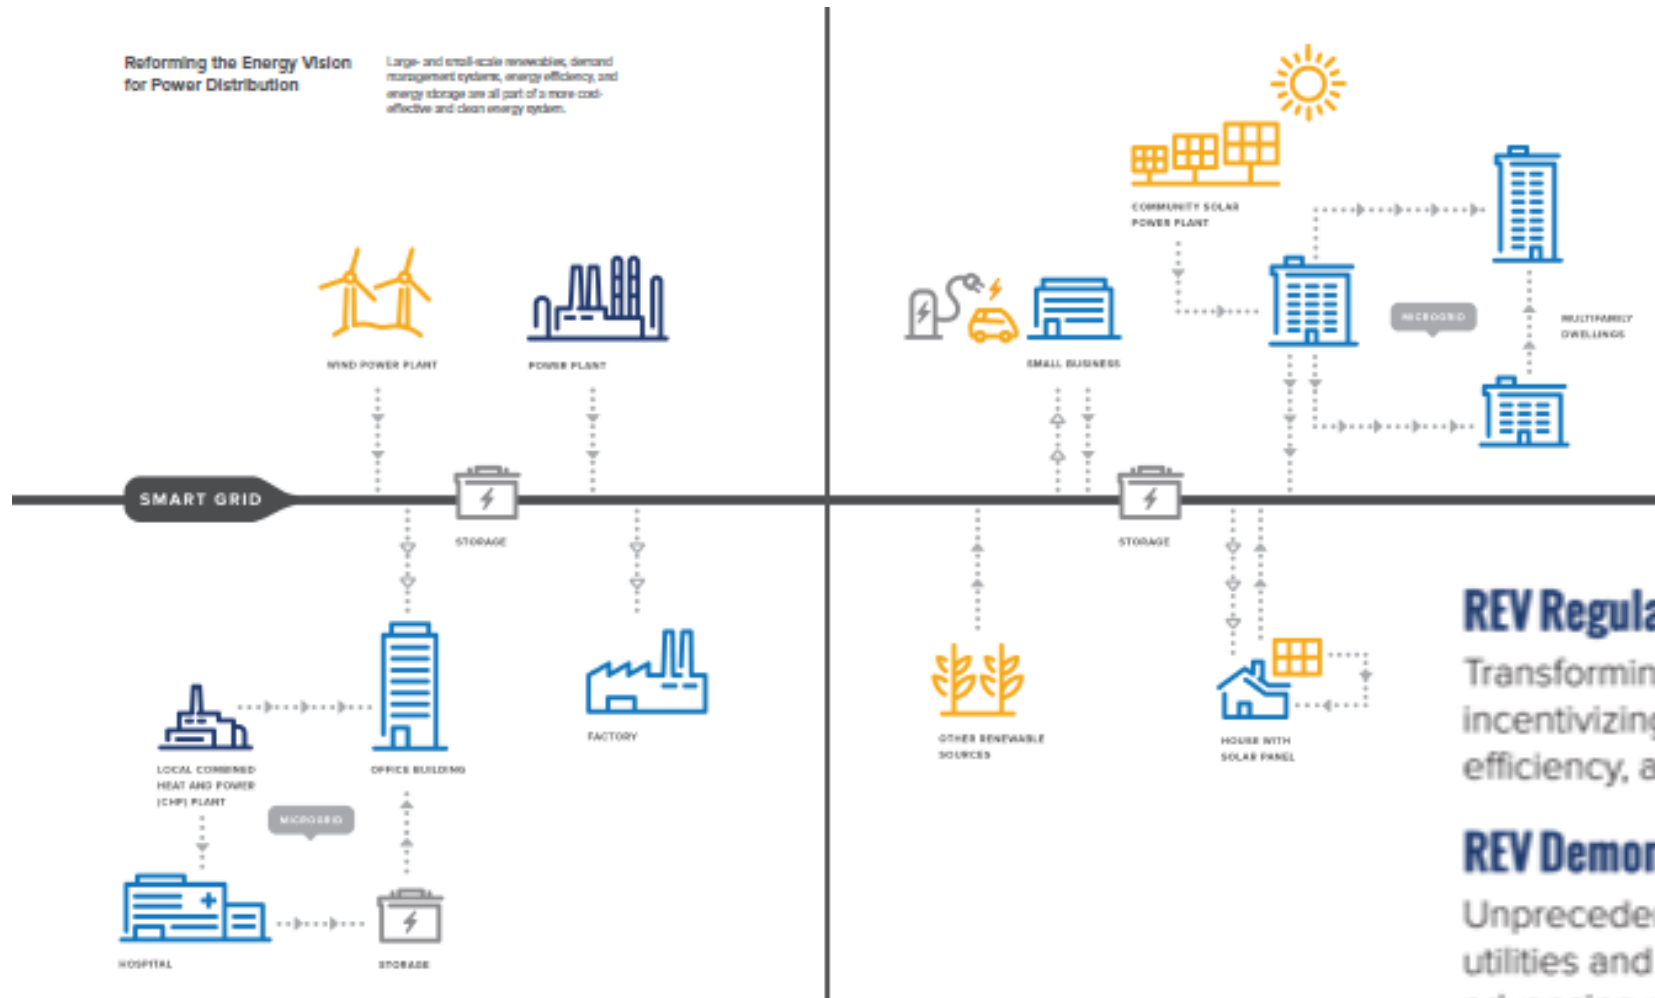 Reforming the Energy Vision
for Power Distribution
Large- and small-scale renewables, demand
management systems, energy efficiency, and
energy storage are all part of a more cost-
effective and clean energy system.
COMMUNITY SOLAR
POWER PLANT
WIND POWER PLANT
POWER PLANT
SMALL BUSINESS
MICROGRID
MULTIFAMILY
DWELLINGS
SMART GRID
STORAGE
STORAGE
LOCAL COMBINED
HEAT AND POWER
(CHP) PLANT
OFFICE BUILDING
FACTORY
OTHER RENEWABLE
SOURCES
HOUSE WITH
SOLAR PANEL
MICROGRID
HOSPITAL
STORAGE
REV Regula
Transformin
incentivizing
efficiency, a
REV Demon
Unpreceder
utilities and